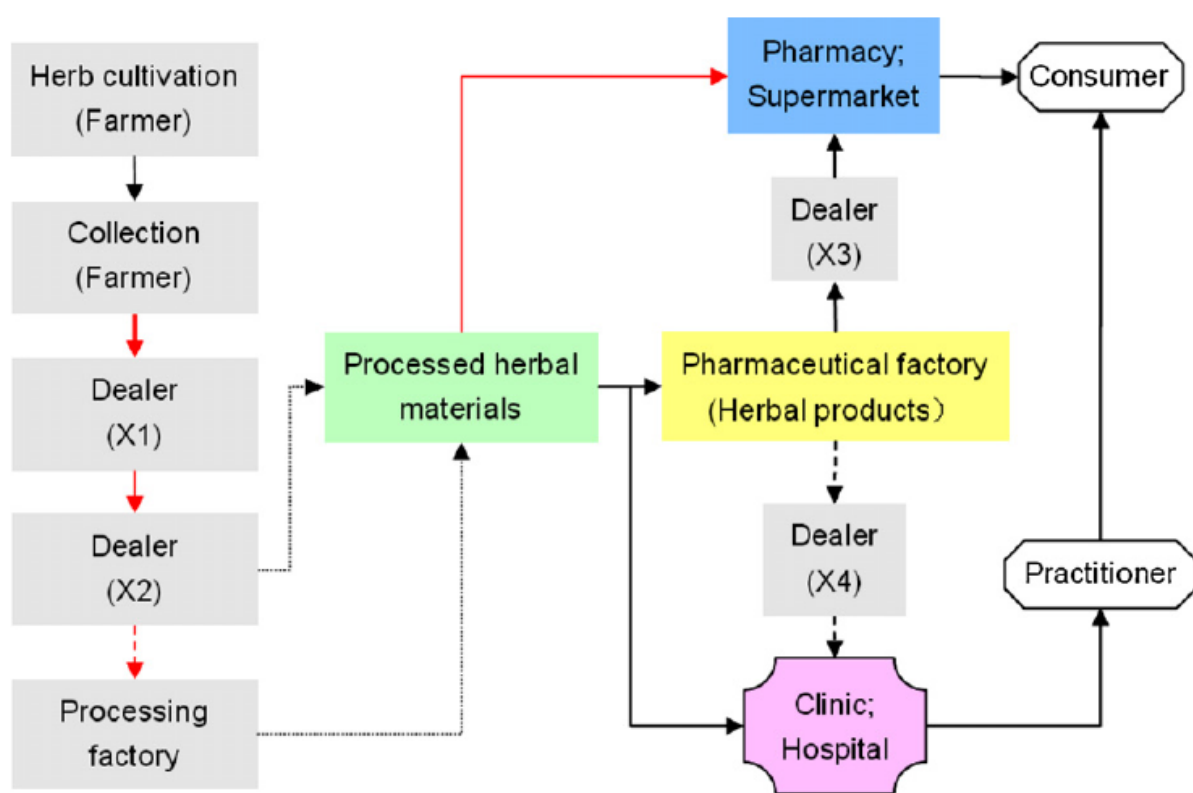 Herb cultivation
(Farmer)
Collection
(Farmer)
Dealer
(X1)
Dealer
(X2)
Processing
factory
Processed herbal
materials
Pharmacy;
Supermarket
Dealer
(X3)
Pharmaceutical factory
(Herbal products）
Dealer
(X4)
Clinic;
Hospital
Consumer
Practitioner